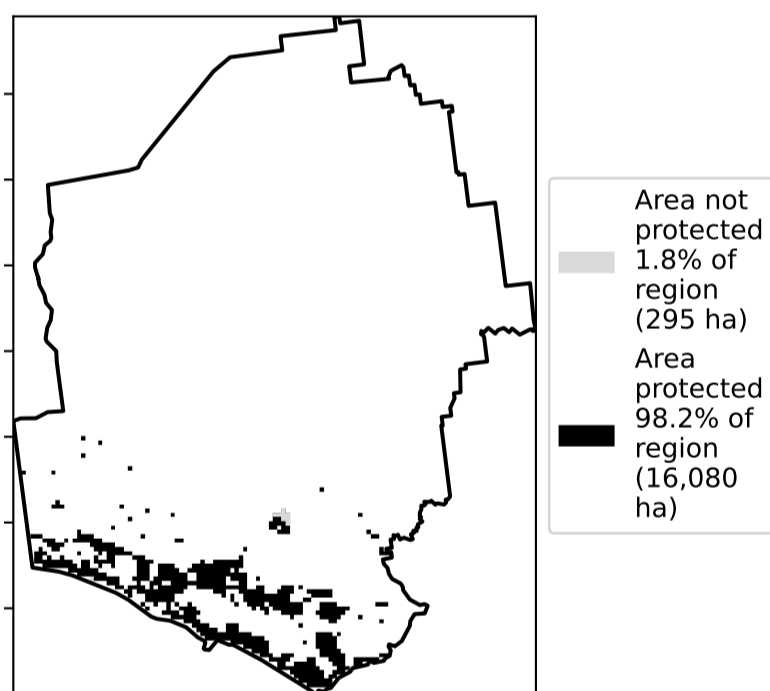 Area not
protected
1.8% of
region
(295 ha)
Area
protected
98.2% of
region
(16,080
ha)